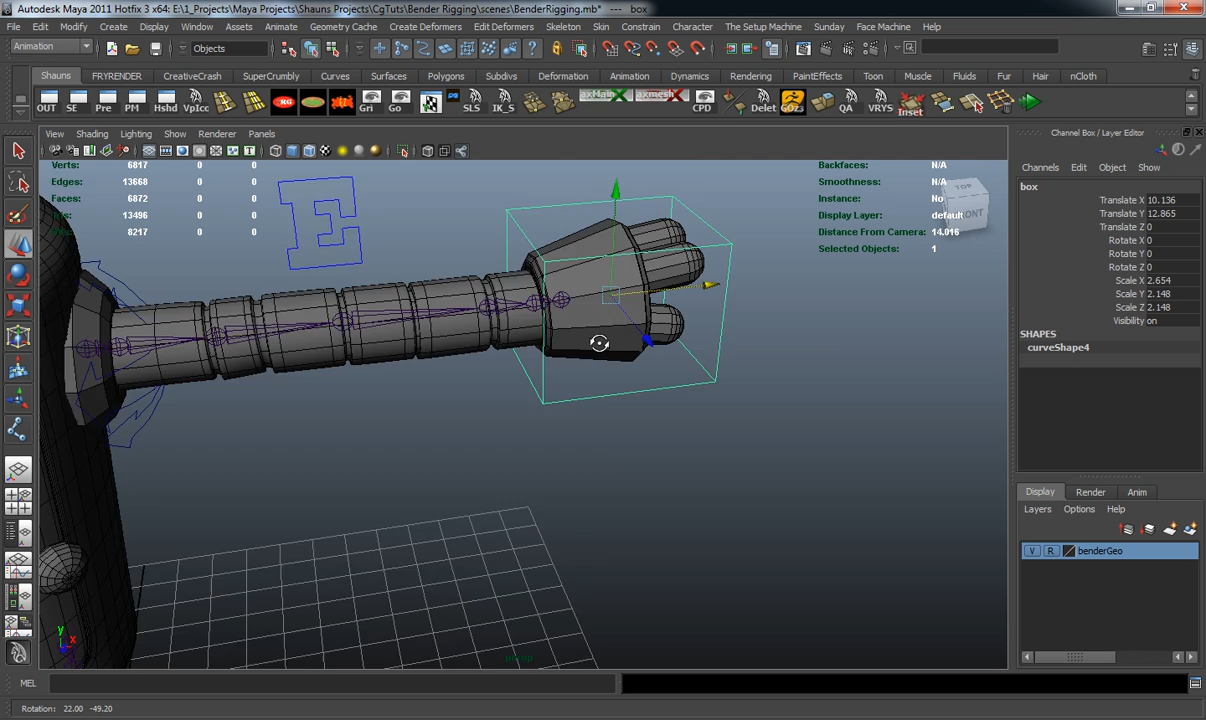 Autodesk Maya 2011 Hotfix 3 x64: E:\1_Projects\Maya Projects\Shauns Projects\CgTuts\Bender Rigging\scenes\BenderRigging.mb*   ---   box
File Edit Modify Create Display Window Assets Animate Geometry Cache Create Deformers Edit Deformers Skeleton Skin Constrain Character The Setup Machine Sunday Face Machine Help
Animation Objects
Shauns FRYRENDER CreativeCrash SuperCrumbly Curves Surfaces Polygons Subdivs Deformation Animation Dynamics Rendering PaintEffects Toon Muscle Fluids Fur Hair nCloth
OUT SE Pre PM Hshd VpIcc Gri Go SLS IK_S axMain axmesh CPD Delet GOz3 QA VRYS Inset
View Shading Lighting Show Renderer Panels
Channel Box / Layer Editor
Channels Edit Object Show
Verts: 6817 0 0
Edges: 13668 0 0
Faces: 6872 0 0
13496 0 0
8217 0 0
Backfaces: N/A
Smoothness: N/A
Instance: No
Display Layer: default
Distance From Camera: 14.016
Selected Objects: 1
TOP
ONT
box
Translate X 10.136
Translate Y 12.865
Translate Z 0
Rotate X 0
Rotate Y 0
Rotate Z 0
Scale X 2.654
Scale Y 2.148
Scale Z 2.148
Visibility on
SHAPES
curveShape4
Display Render Anim
Layers Options Help
V R benderGeo
y
x
persp
MEL
Rotation: 22.00 -49.20